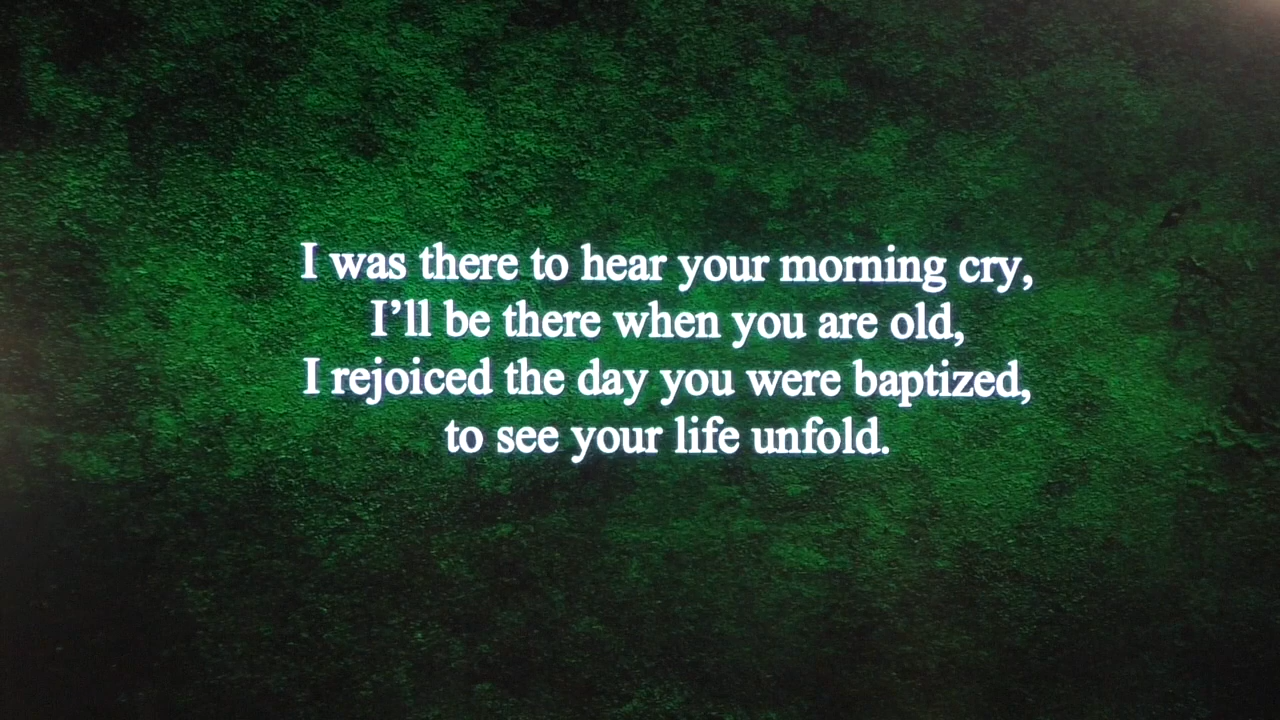 I was there to hear your morning cry,
I’ll be there when you are old,
I rejoiced the day you were baptized,
to see your life unfold.